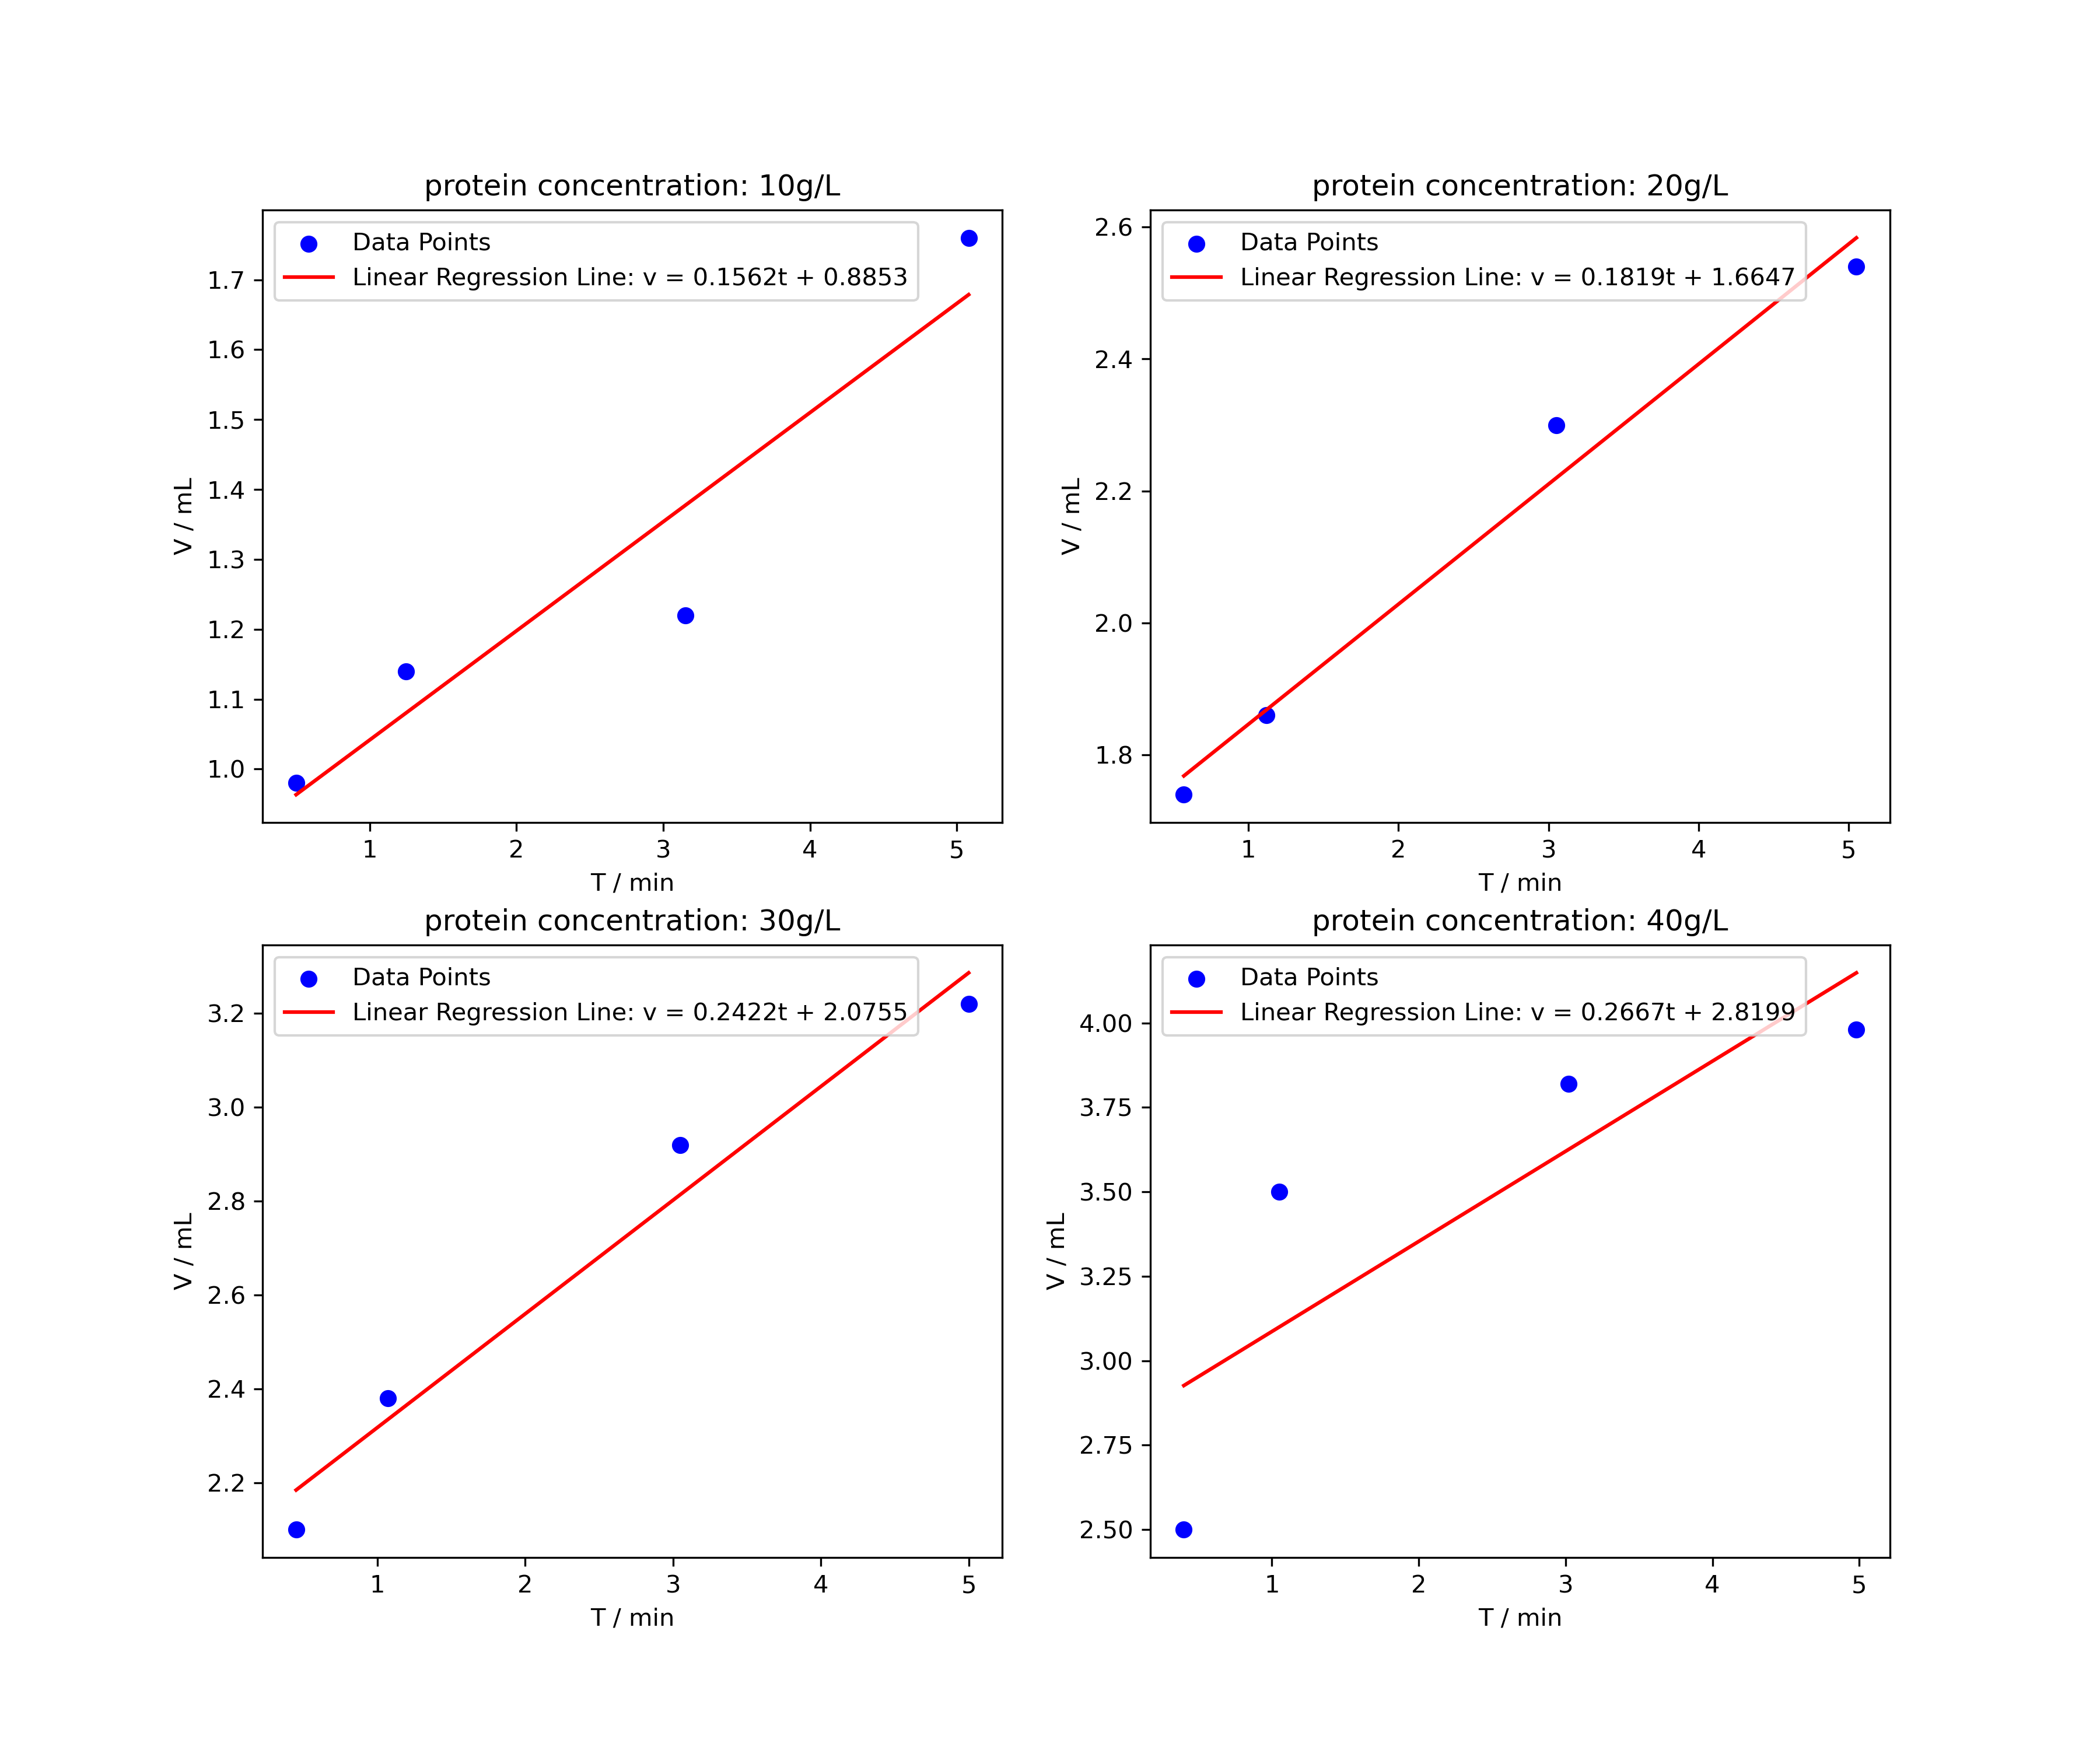 protein concentration: 10g/L
Data Points
Linear Regression Line: v = 0.1562t + 0.8853
1.7
1.6
1.5
1.4
1.3
1.2
1.1
1.0
V / mL
1 2 3 4 5
T / min
protein concentration: 20g/L
Data Points
Linear Regression Line: v = 0.1819t + 1.6647
2.6
2.4
2.2
2.0
1.8
V / mL
1 2 3 4 5
T / min
protein concentration: 30g/L
Data Points
Linear Regression Line: v = 0.2422t + 2.0755
3.2
3.0
2.8
2.6
2.4
2.2
V / mL
1 2 3 4 5
T / min
protein concentration: 40g/L
Data Points
Linear Regression Line: v = 0.2667t + 2.8199
4.00
3.75
3.50
3.25
3.00
2.75
2.50
V / mL
1 2 3 4 5
T / min